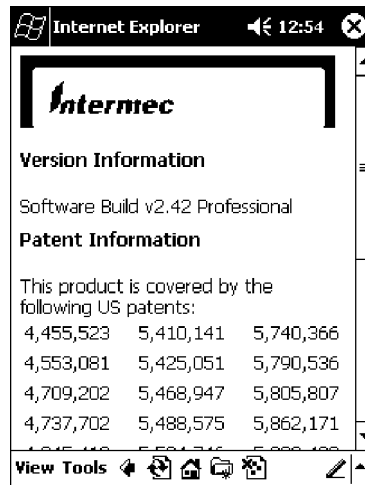 Internet Explorer 12:54
Intermec
Version Information
Software Build v2.42 Professional
Patent Information
This product is covered by the
following US patents:
4,455,523 5,410,141 5,740,366
4,553,081 5,425,051 5,790,536
4,709,202 5,468,947 5,805,807
4,737,702 5,488,575 5,862,171
View Tools